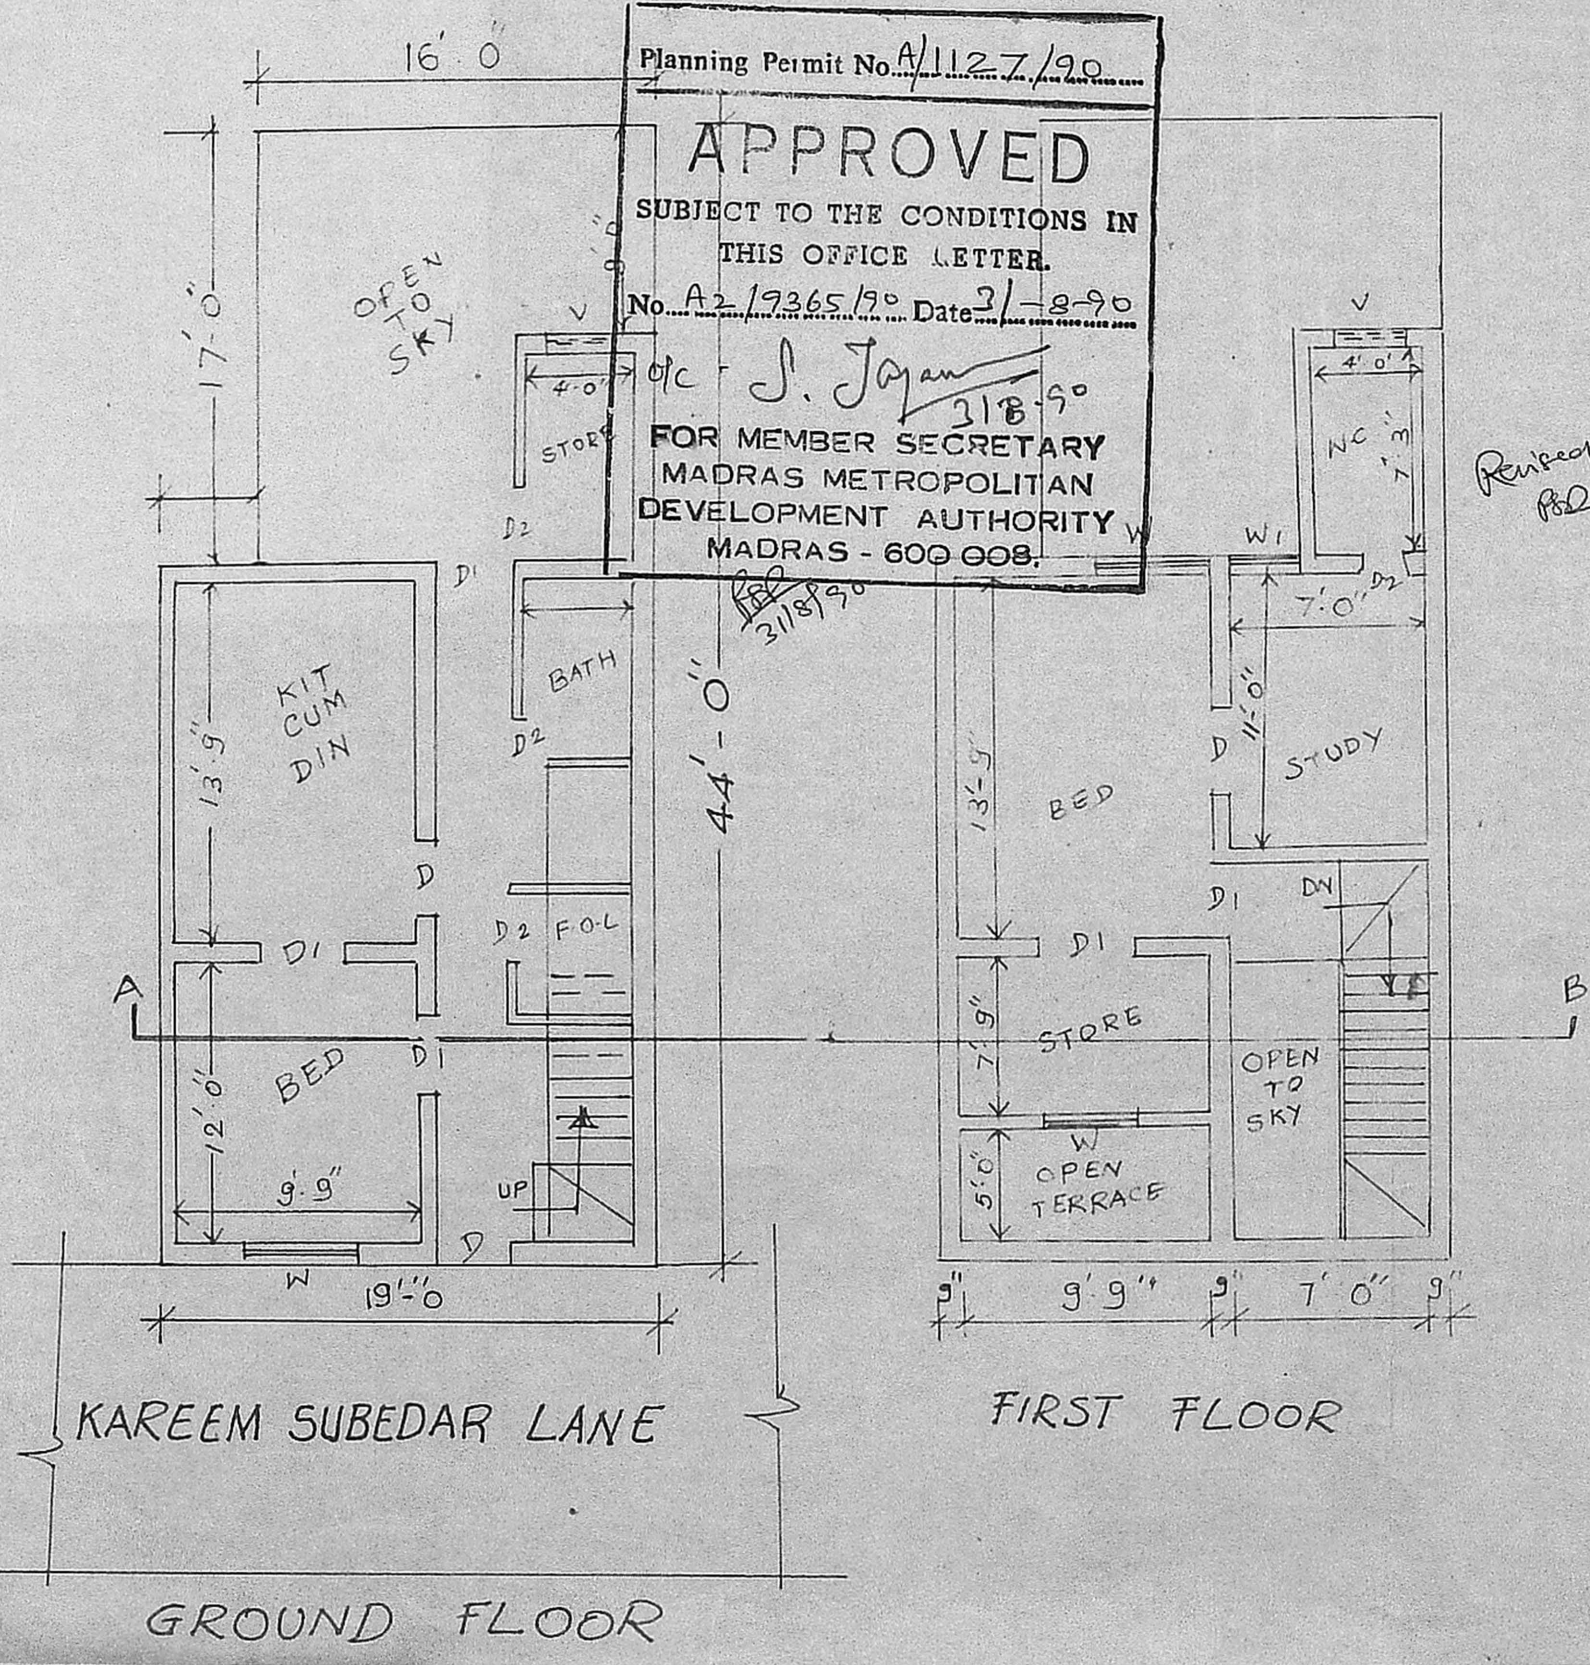 16'.0"
Planning Permit No. A/1127/90
APPROVED
SUBJECT TO THE CONDITIONS IN
THIS OFFICE LETTER.
No. A2/9365/90 Date 31-8-90
O/C
31 8.90
FOR MEMBER SECRETARY
MADRAS METROPOLITAN
DEVELOPMENT AUTHORITY
MADRAS - 600 008.
31/8/90
17'-0"
OPEN
TO
SKY
V
4'-0"
STORE
D2
D1
BATH
D2
KIT
CUM
DIN
13'.9"
D
D2
F.O.L
D1
A
BED
D1
12'.0"
9'.9"
UP
W
D
19'-0"
44'-0"
KAREEM SUBEDAR LANE
GROUND FLOOR
V
4'.0"
Revised
W
W1
D2
7'.0"
11'-0"
STUDY
D
BED
13'-9"
D1
DN
D1
7'.9"
STORE
OPEN
TO
SKY
B
W
5'.0"
OPEN
TERRACE
9"
9'.9"
9"
7'.0"
9"
FIRST FLOOR